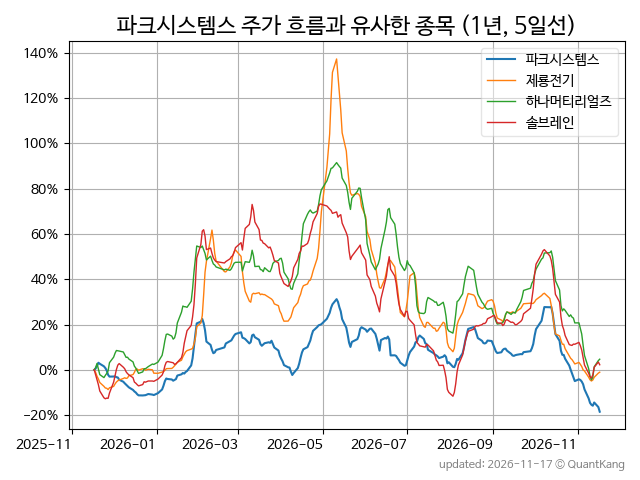 파크시스템스 주가 흐름과 유사한 종목 (1년, 5일선)
파크시스템스
제룡전기
하나머티리얼즈
솔브레인
140%
120%
100%
80%
60%
40%
20%
0%
−20%
2025-11 2026-01 2026-03 2026-05 2026-07 2026-09 2026-11
updated: 2026-11-17 © QuantKang